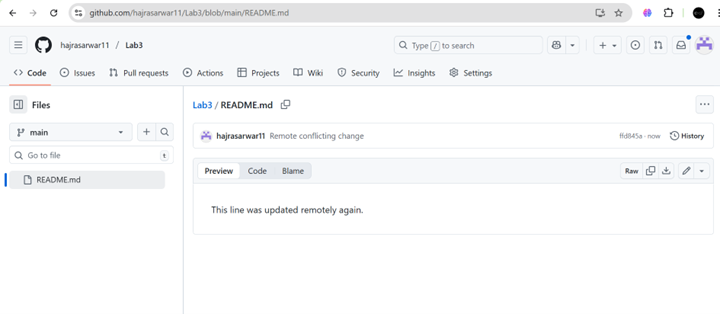 github.com/hajrasarwar11/Lab3/blob/main/README.md
hajrasarwar11 / Lab3
Type / to search
Code Issues Pull requests Actions Projects Wiki Security Insights Settings
Files
main
Go to file t
README.md
Lab3 / README.md
hajrasarwar11 Remote conflicting change ffd845a · now History
Preview Code Blame Raw
This line was updated remotely again.